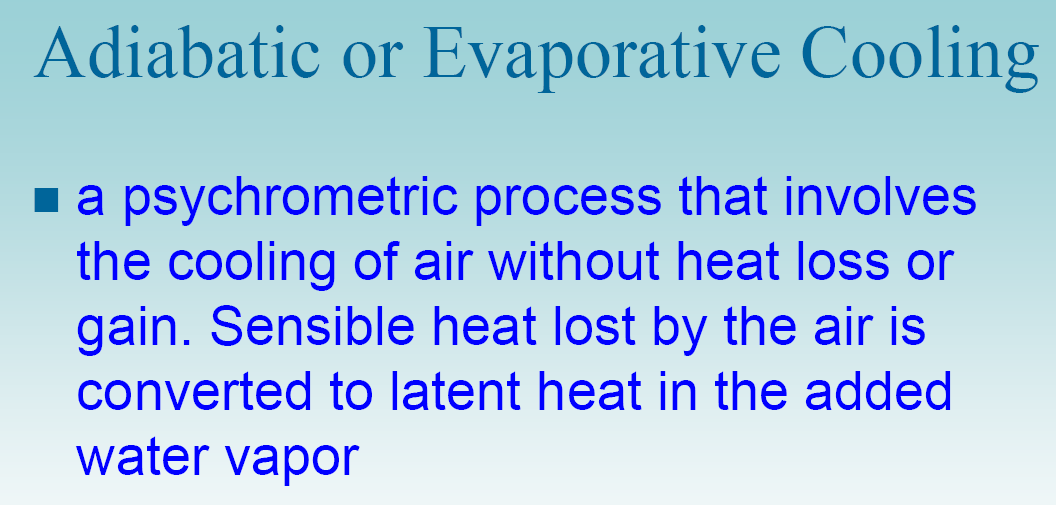 Adiabatic or Evaporative Cooling
a psychrometric process that involves
the cooling of air without heat loss or
gain. Sensible heat lost by the air is
converted to latent heat in the added
water vapor